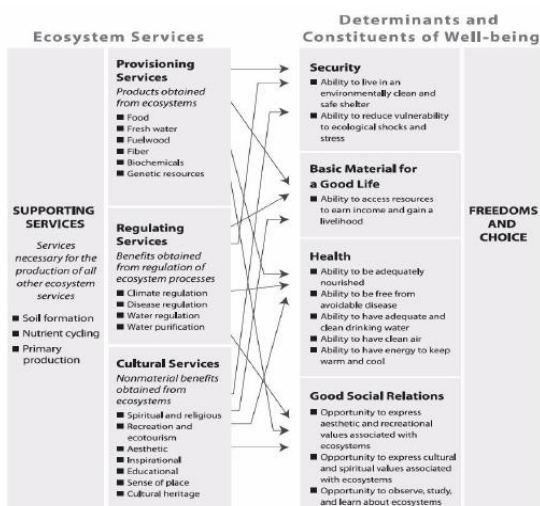 Ecosystem Services
Determinants and
Constituents of Well-being
SUPPORTING
SERVICES
Services
necessary for the
production of all
other ecosystem
services
■ Soil formation
■ Nutrient cycling
■ Primary
production
Provisioning
Services
Products obtained
from ecosystems
■ Food
■ Fresh water
■ Fuelwood
■ Fiber
■ Biochemicals
■ Genetic resources
Regulating
Services
Benefits obtained
from regulation of
ecosystem processes
■ Climate regulation
■ Disease regulation
■ Water regulation
■ Water purification
Cultural Services
Nonmaterial benefits
obtained from
ecosystems
■ Spiritual and religious
■ Recreation and
ecotourism
■ Aesthetic
■ Inspirational
■ Educational
■ Sense of place
■ Cultural heritage
Security
■ Ability to live in an
environmentally clean and
safe shelter
■ Ability to reduce vulnerability
to ecological shocks and
stress
Basic Material for
a Good Life
■ Ability to access resources
to earn income and gain a
livelihood
Health
■ Ability to be adequately
nourished
■ Ability to be free from
avoidable disease
■ Ability to have adequate and
clean drinking water
■ Ability to have clean air
■ Ability to have energy to keep
warm and cool
Good Social Relations
■ Opportunity to express
aesthetic and recreational
values associated with
ecosystems
■ Opportunity to express cultural
and spiritual values associated
with ecosystems
■ Opportunity to observe, study,
and learn about ecosystems
FREEDOMS
AND
CHOICE